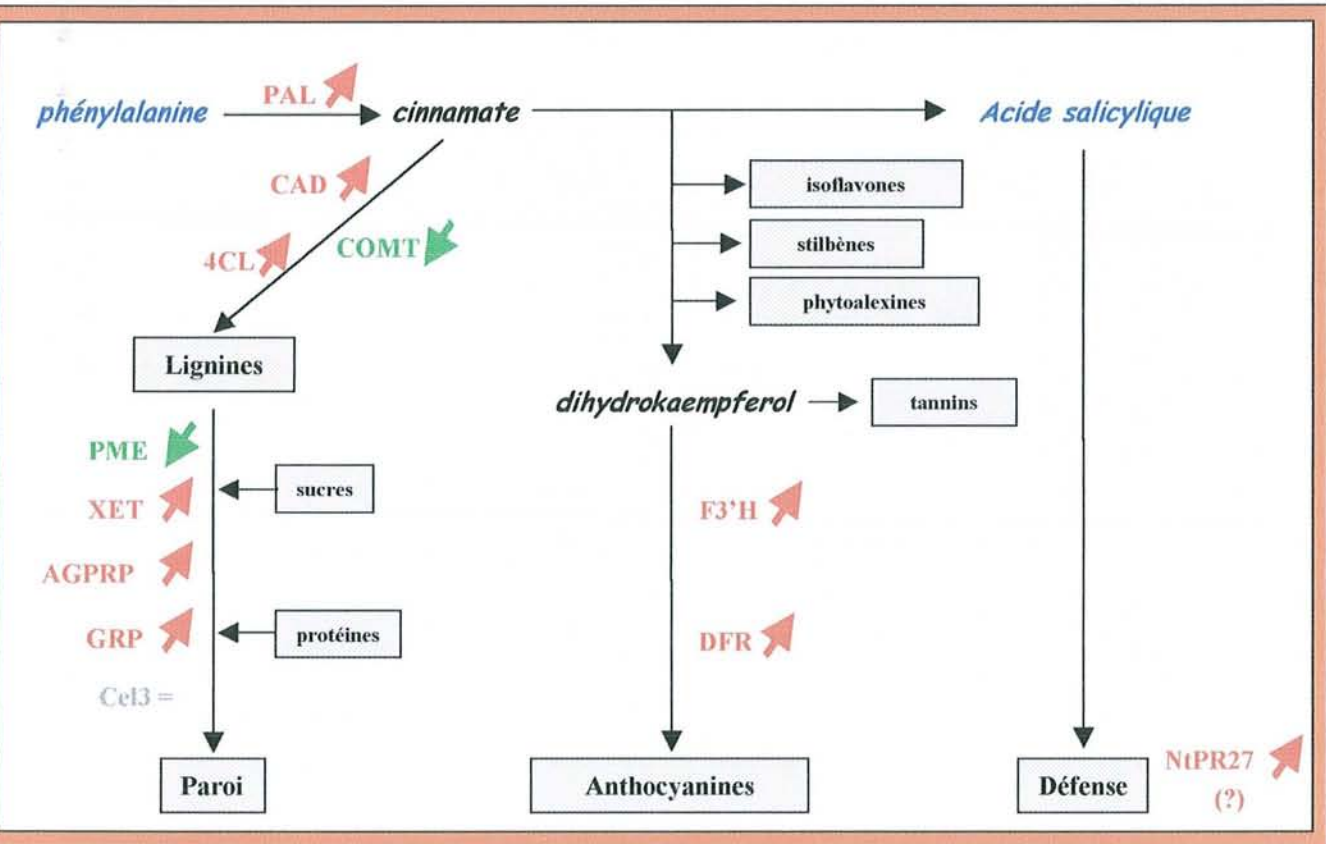 phénylalanine
PAL
cinnamate
Acide salicylique
CAD
4CL
COMT
isoflavones
stilbènes
phytoalexines
Lignines
dihydrokaempferol
tannins
PME
XET
sucres
AGPRP
GRP
protéines
Cel3 =
F3’H
DFR
Paroi
Anthocyanines
Défense
NtPR27
(?)